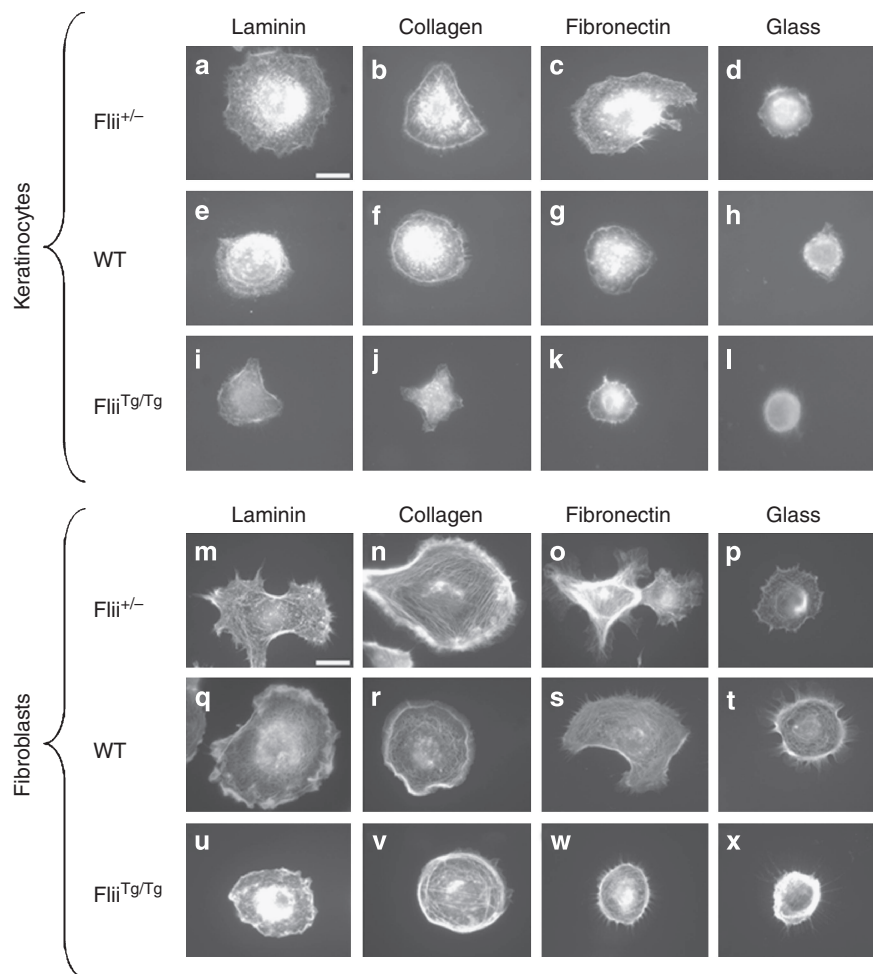 Laminin Collagen Fibronectin Glass
Keratinocytes
Flii+/–
a b c d
WT
e f g h
FliiTg/Tg
i j k l
Laminin Collagen Fibronectin Glass
Fibroblasts
Flii+/–
m n o p
WT
q r s t
FliiTg/Tg
u v w x